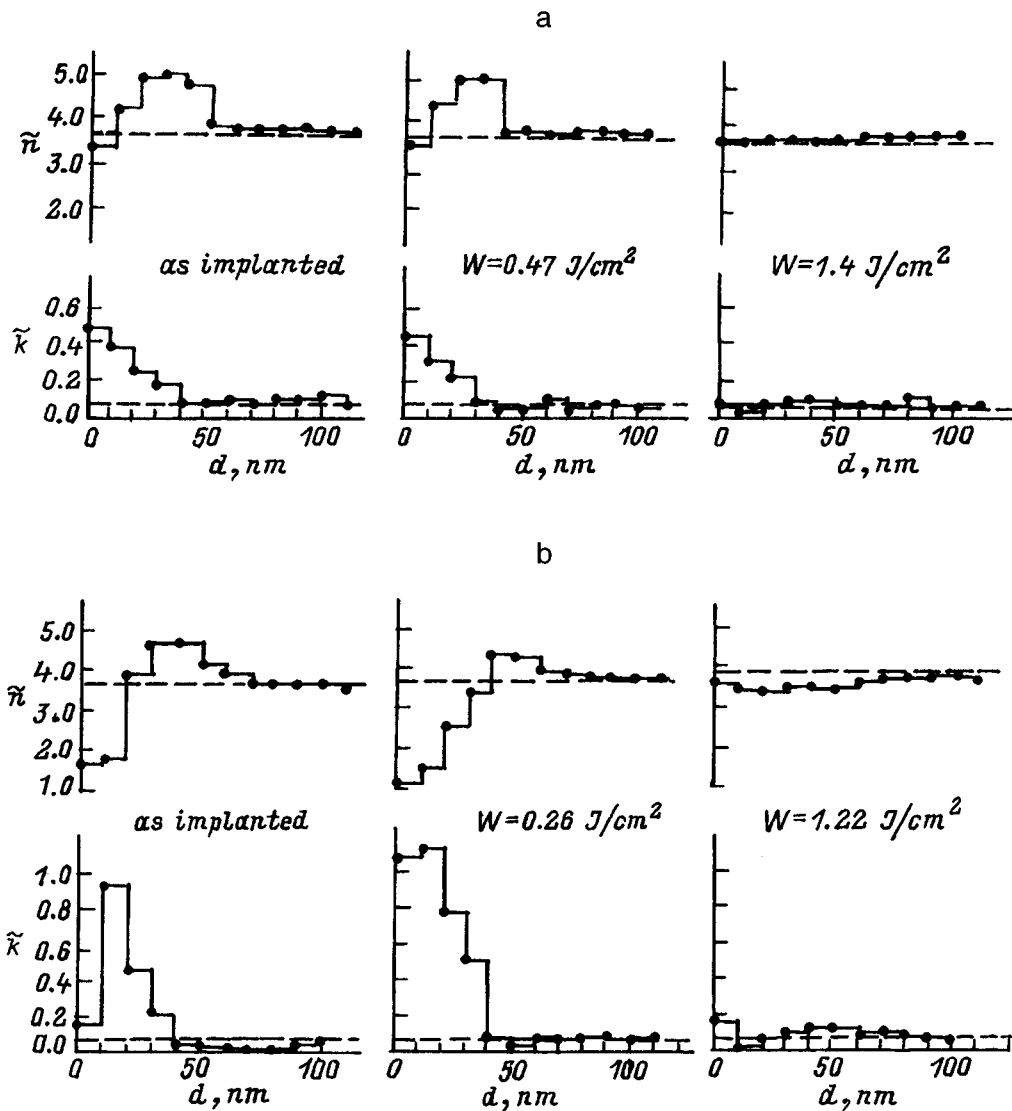 a
5.0
4.0
ñ
3.0
2.0
as implanted
W=0.47 J/cm²
W=1.4 J/cm²
0.6
k̃
0.4
0.2
0.0
0 50 100
0 50 100
0 50 100
d, nm
d, nm
d, nm
b
5.0
4.0
ñ
3.0
2.0
1.0
as implanted
W=0.26 J/cm²
W=1.22 J/cm²
1.0
0.8
k̃
0.6
0.4
0.2
0.0
0 50 100
0 50 100
0 50 100
d, nm
d, nm
d, nm